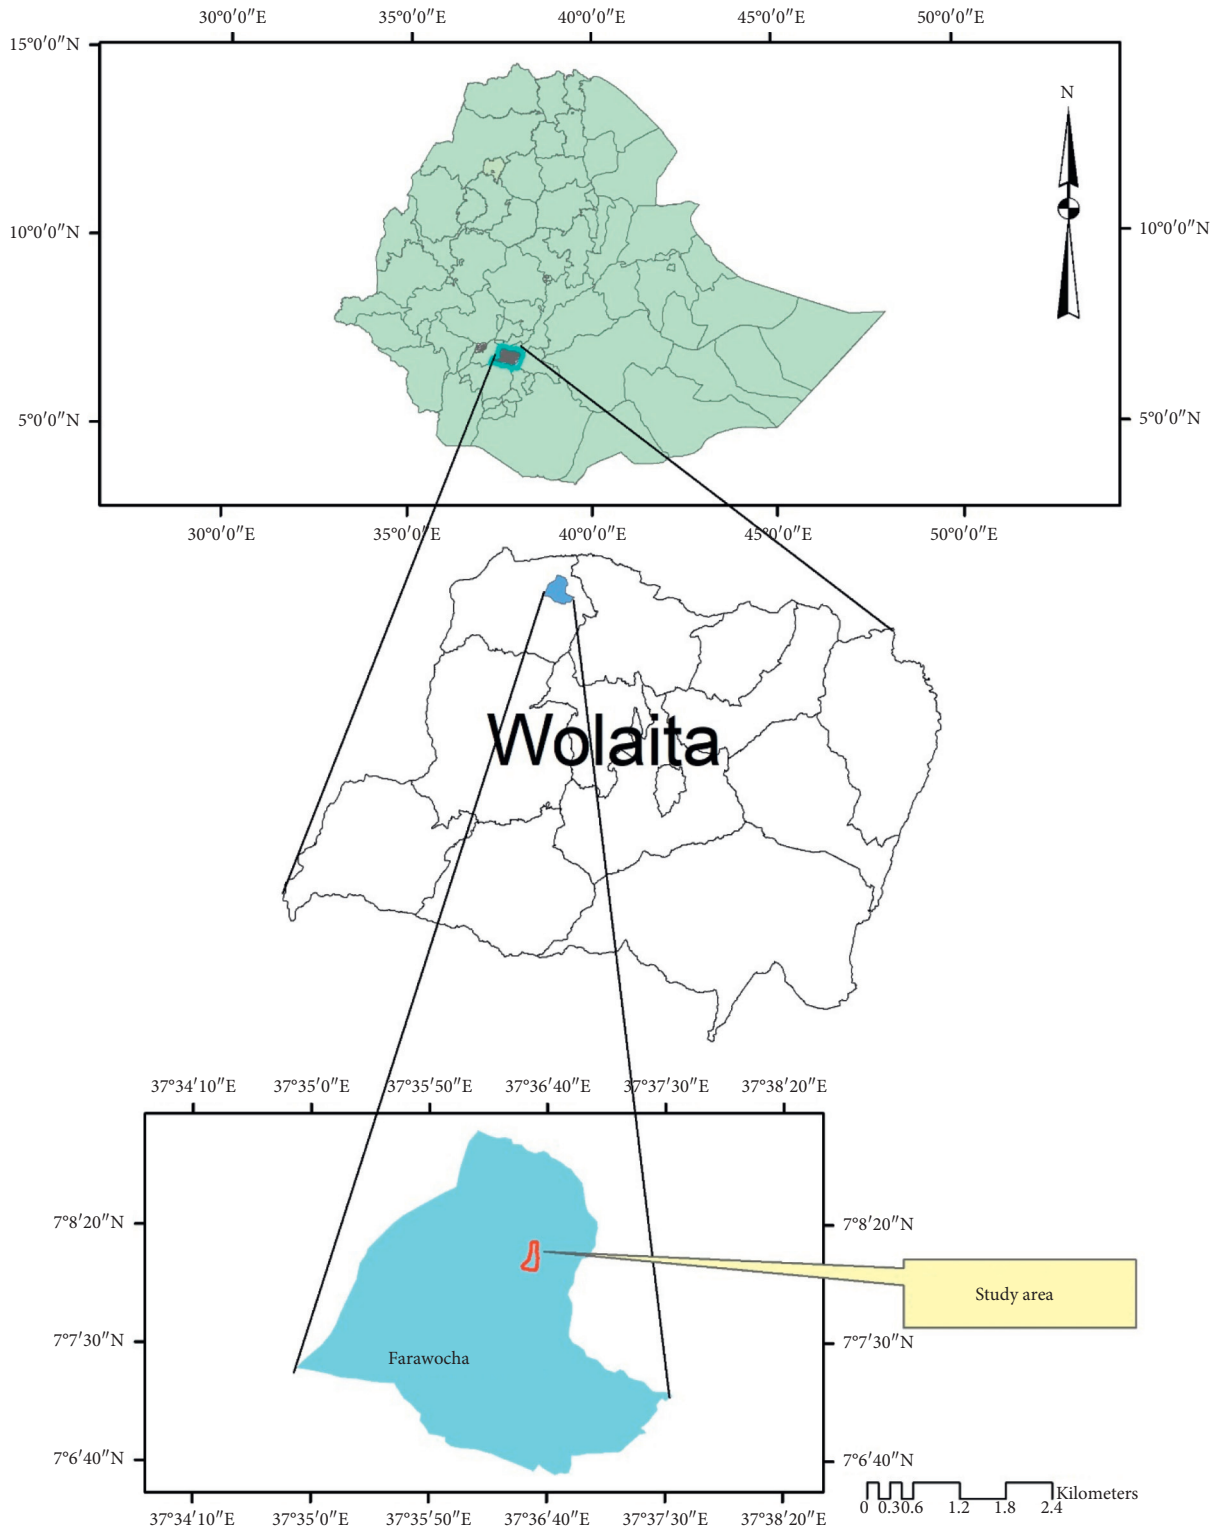 30°0′0″E 35°0′0″E 40°0′0″E 45°0′0″E 50°0′0″E
15°0′0″N
N
10°0′0″N 10°0′0″N
5°0′0″N 5°0′0″N
30°0′0″E 35°0′0″E 40°0′0″E 45°0′0″E 50°0′0″E
Wolaita
37°34′10″E 37°35′0″E 37°35′50″E 37°36′40″E 37°37′30″E 37°38′20″E
7°8′20″N 7°8′20″N
Study area
7°7′30″N 7°7′30″N
Farawocha
7°6′40″N 7°6′40″N
Kilometers
0 0.30.6 1.2 1.8 2.4
37°34′10″E 37°35′0″E 37°35′50″E 37°36′40″E 37°37′30″E 37°38′20″E